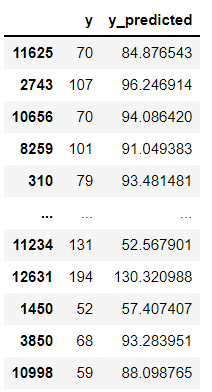 y y_predicted
11625 70 84.876543
2743 107 96.246914
10656 70 94.086420
8259 101 91.049383
310 79 93.481481
... ... ...
11234 131 52.567901
12631 194 130.320988
1450 52 57.407407
3850 68 93.283951
10998 59 88.098765